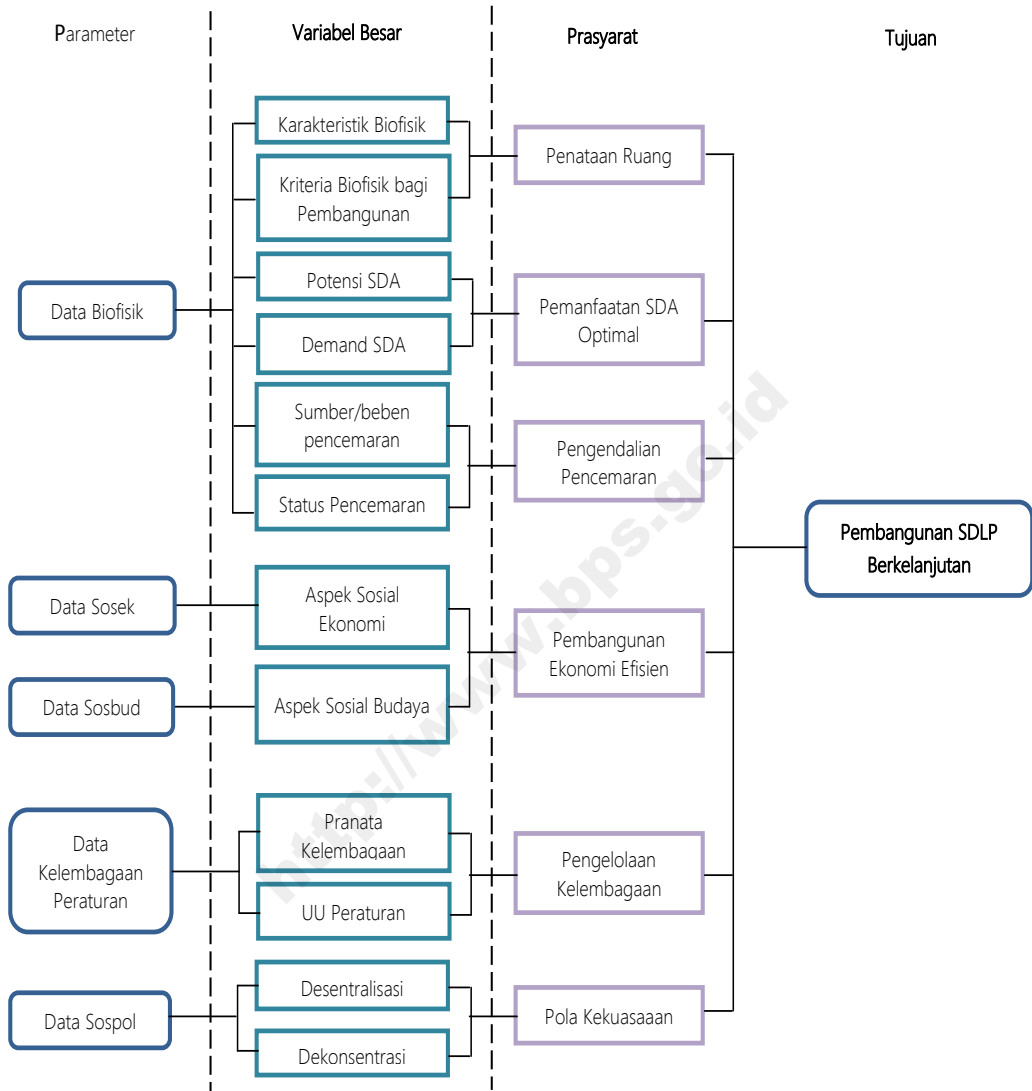 Parameter
Variabel Besar
Prasyarat
Tujuan
Karakteristik Biofisik
Kriteria Biofisik bagi
Pembangunan
Potensi SDA
Demand SDA
Sumber/beben
pencemaran
Status Pencemaran
Data Biofisik
Penataan Ruang
Pemanfaatan SDA
Optimal
Pengendalian
Pencemaran
Pembangunan SDLP
Berkelanjutan
Data Sosek
Aspek Sosial
Ekonomi
Data Sosbud
Aspek Sosial Budaya
Pembangunan
Ekonomi Efisien
Data
Kelembagaan
Peraturan
Pranata
Kelembagaan
UU Peraturan
Pengelolaan
Kelembagaan
Data Sospol
Desentralisasi
Dekonsentrasi
Pola Kekuasaaan
http://www.bps.go.id